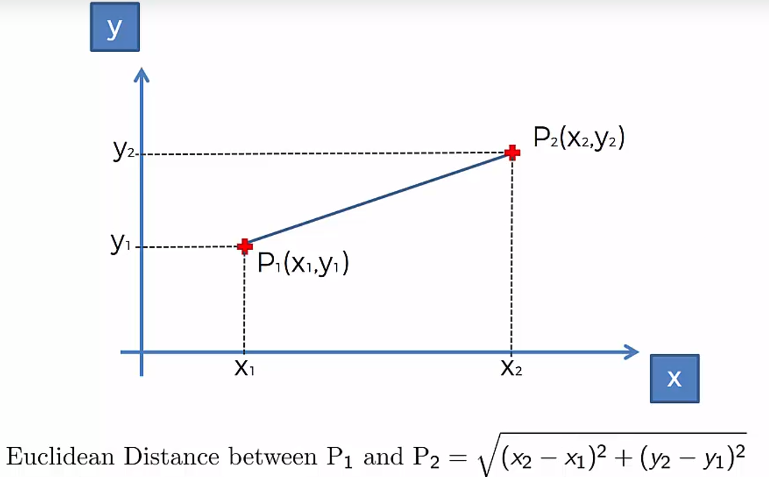 y
y₂
P₂(x₂,y₂)
y₁
P₁(x₁,y₁)
x₁
x₂
x
Euclidean Distance between P₁ and P₂ = √(x₂ − x₁)² + (y₂ − y₁)²